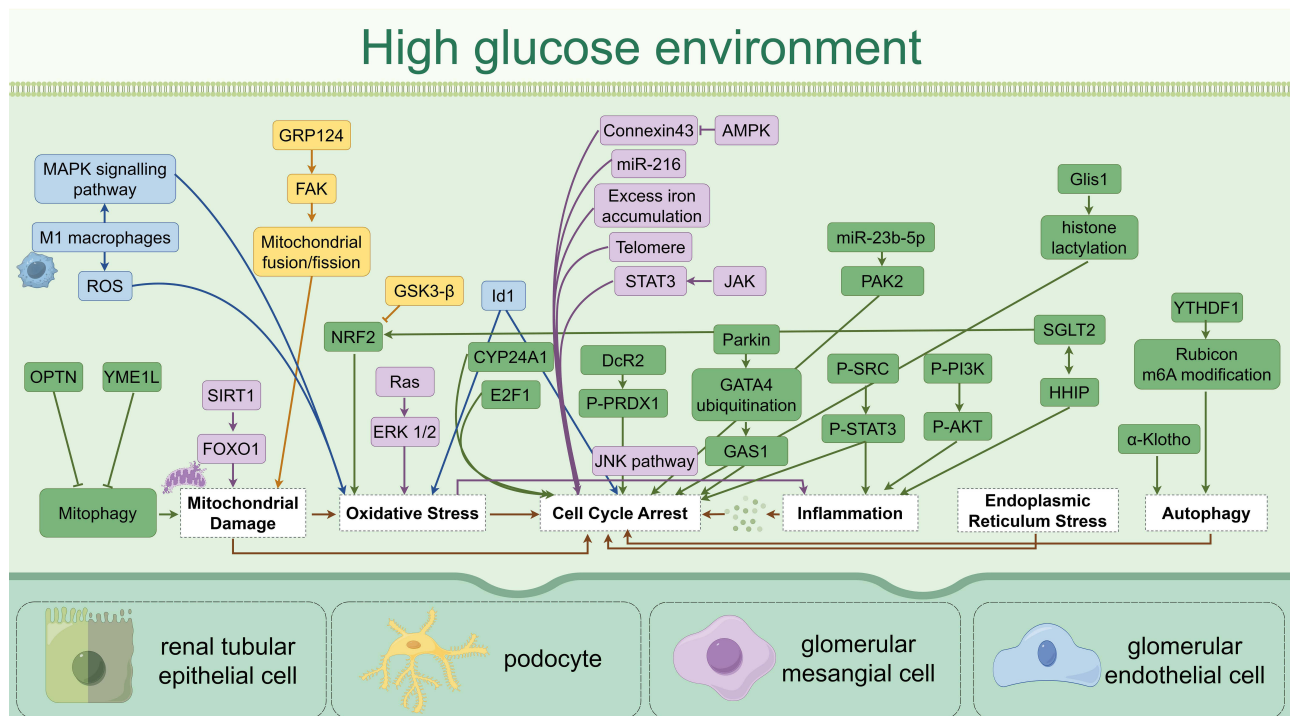 High glucose environment
GRP124
Connexin43
AMPK
MAPK signalling
pathway
miR-216
FAK
Glis1
Excess iron
accumulation
M1 macrophages
Mitochondrial
fusion/fission
Telomere
miR-23b-5p
histone
lactylation
ROS
GSK3-β
Id1
STAT3
JAK
PAK2
YTHDF1
NRF2
Parkin
SGLT2
CYP24A1
DcR2
Rubicon
m6A modification
OPTN
YME1L
SIRT1
Ras
E2F1
P-PRDX1
GATA4
ubiquitination
P-SRC
P-PI3K
HHIP
FOXO1
ERK 1/2
JNK pathway
GAS1
P-STAT3
P-AKT
α-Klotho
Mitophagy
Mitochondrial
Damage
Oxidative Stress
Cell Cycle Arrest
Inflammation
Endoplasmic
Reticulum Stress
Autophagy
renal tubular
epithelial cell
podocyte
glomerular
mesangial cell
glomerular
endothelial cell